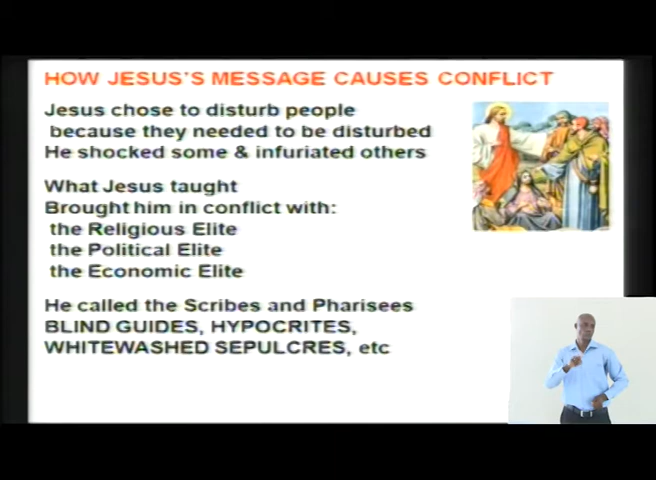 HOW JESUS'S MESSAGE CAUSES CONFLICT
Jesus chose to disturb people
because they needed to be disturbed
He shocked some & infuriated others
What Jesus taught
Brought him in conflict with:
the Religious Elite
the Political Elite
the Economic Elite
He called the Scribes and Pharisees
BLIND GUIDES, HYPOCRITES,
WHITEWASHED SEPULCRES, etc